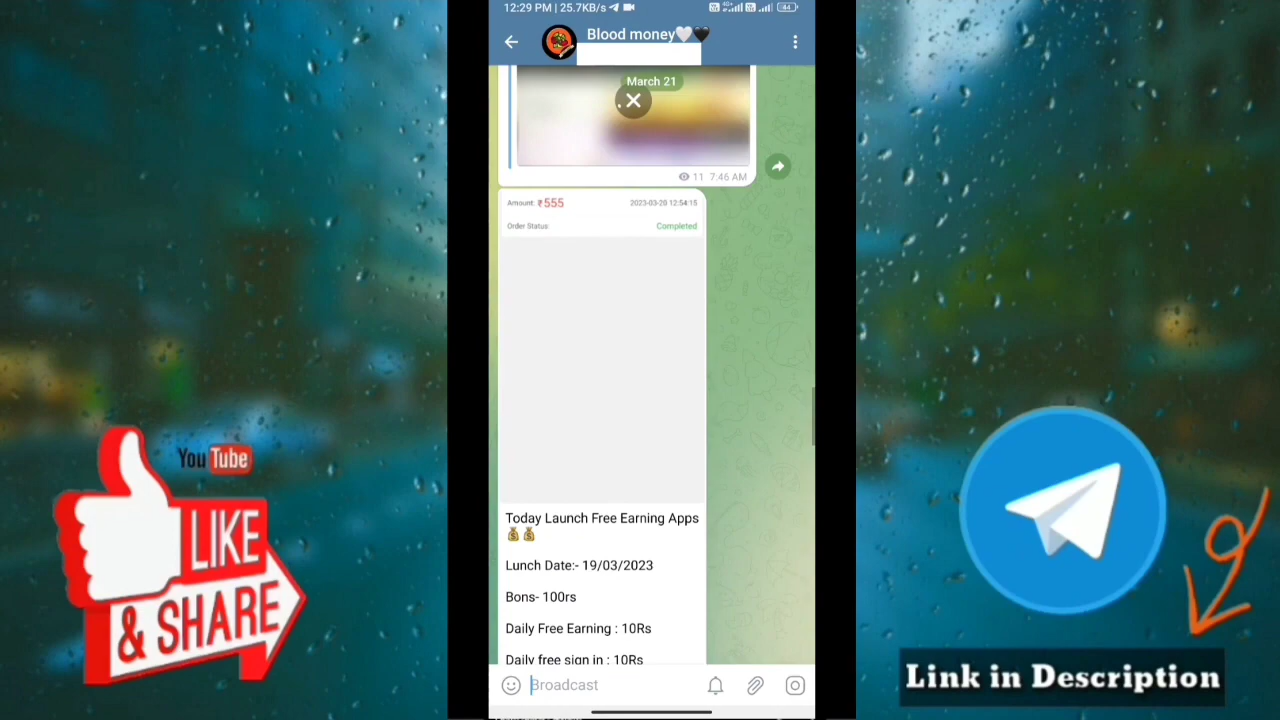 12:29 PM | 25.7KB/s
84
Blood money🤍🖤
March 21
11 7:46 AM
Amount: ₹555 2023-03-20 12:54:15
Order Status: Completed
Today Launch Free Earning Apps
💰💰
Lunch Date:- 19/03/2023
Bons- 100rs
Daily Free Earning : 10Rs
Daily free sign in : 10Rs
Broadcast
You Tube
LIKE
& SHARE
Link in Description